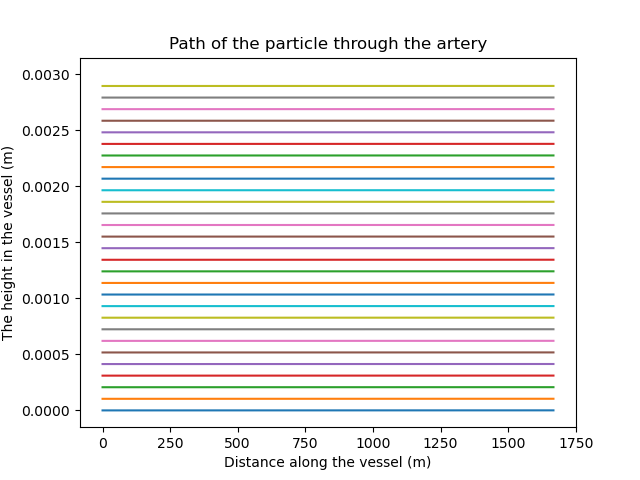 Path of the particle through the artery
The height in the vessel (m)
0.0030
0.0025
0.0020
0.0015
0.0010
0.0005
0.0000
0 250 500 750 1000 1250 1500 1750
Distance along the vessel (m)